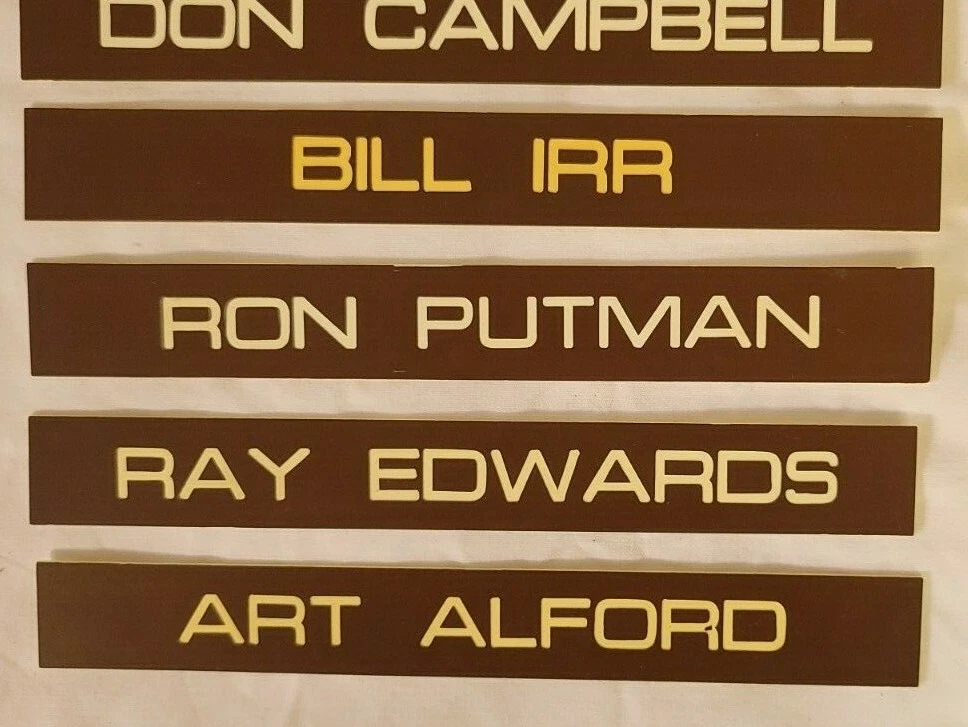 DON CAMPBELL
BILL IRR
RON PUTMAN
RAY EDWARDS
ART ALFORD